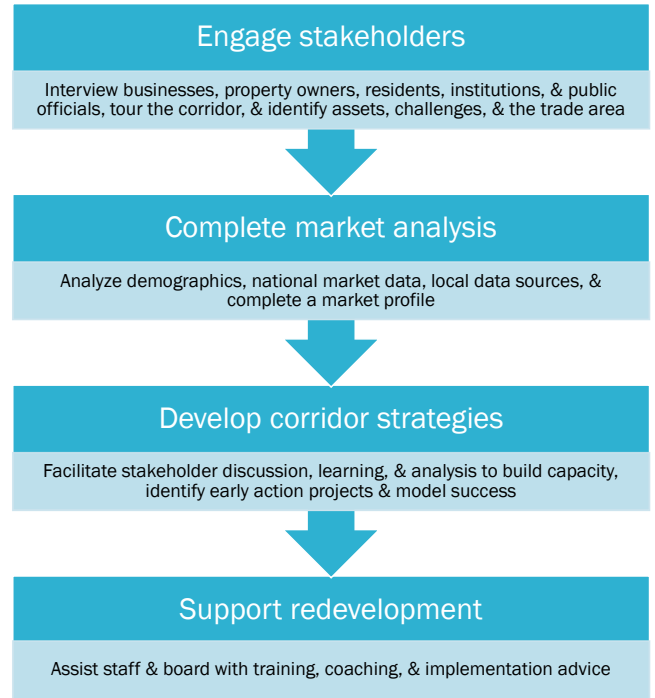 Engage stakeholders
Interview businesses, property owners, residents, institutions, & public
officials, tour the corridor, & identify assets, challenges, & the trade area
Complete market analysis
Analyze demographics, national market data, local data sources, &
complete a market profile
Develop corridor strategies
Facilitate stakeholder discussion, learning, & analysis to build capacity,
identify early action projects & model success
Support redevelopment
Assist staff & board with training, coaching, & implementation advice